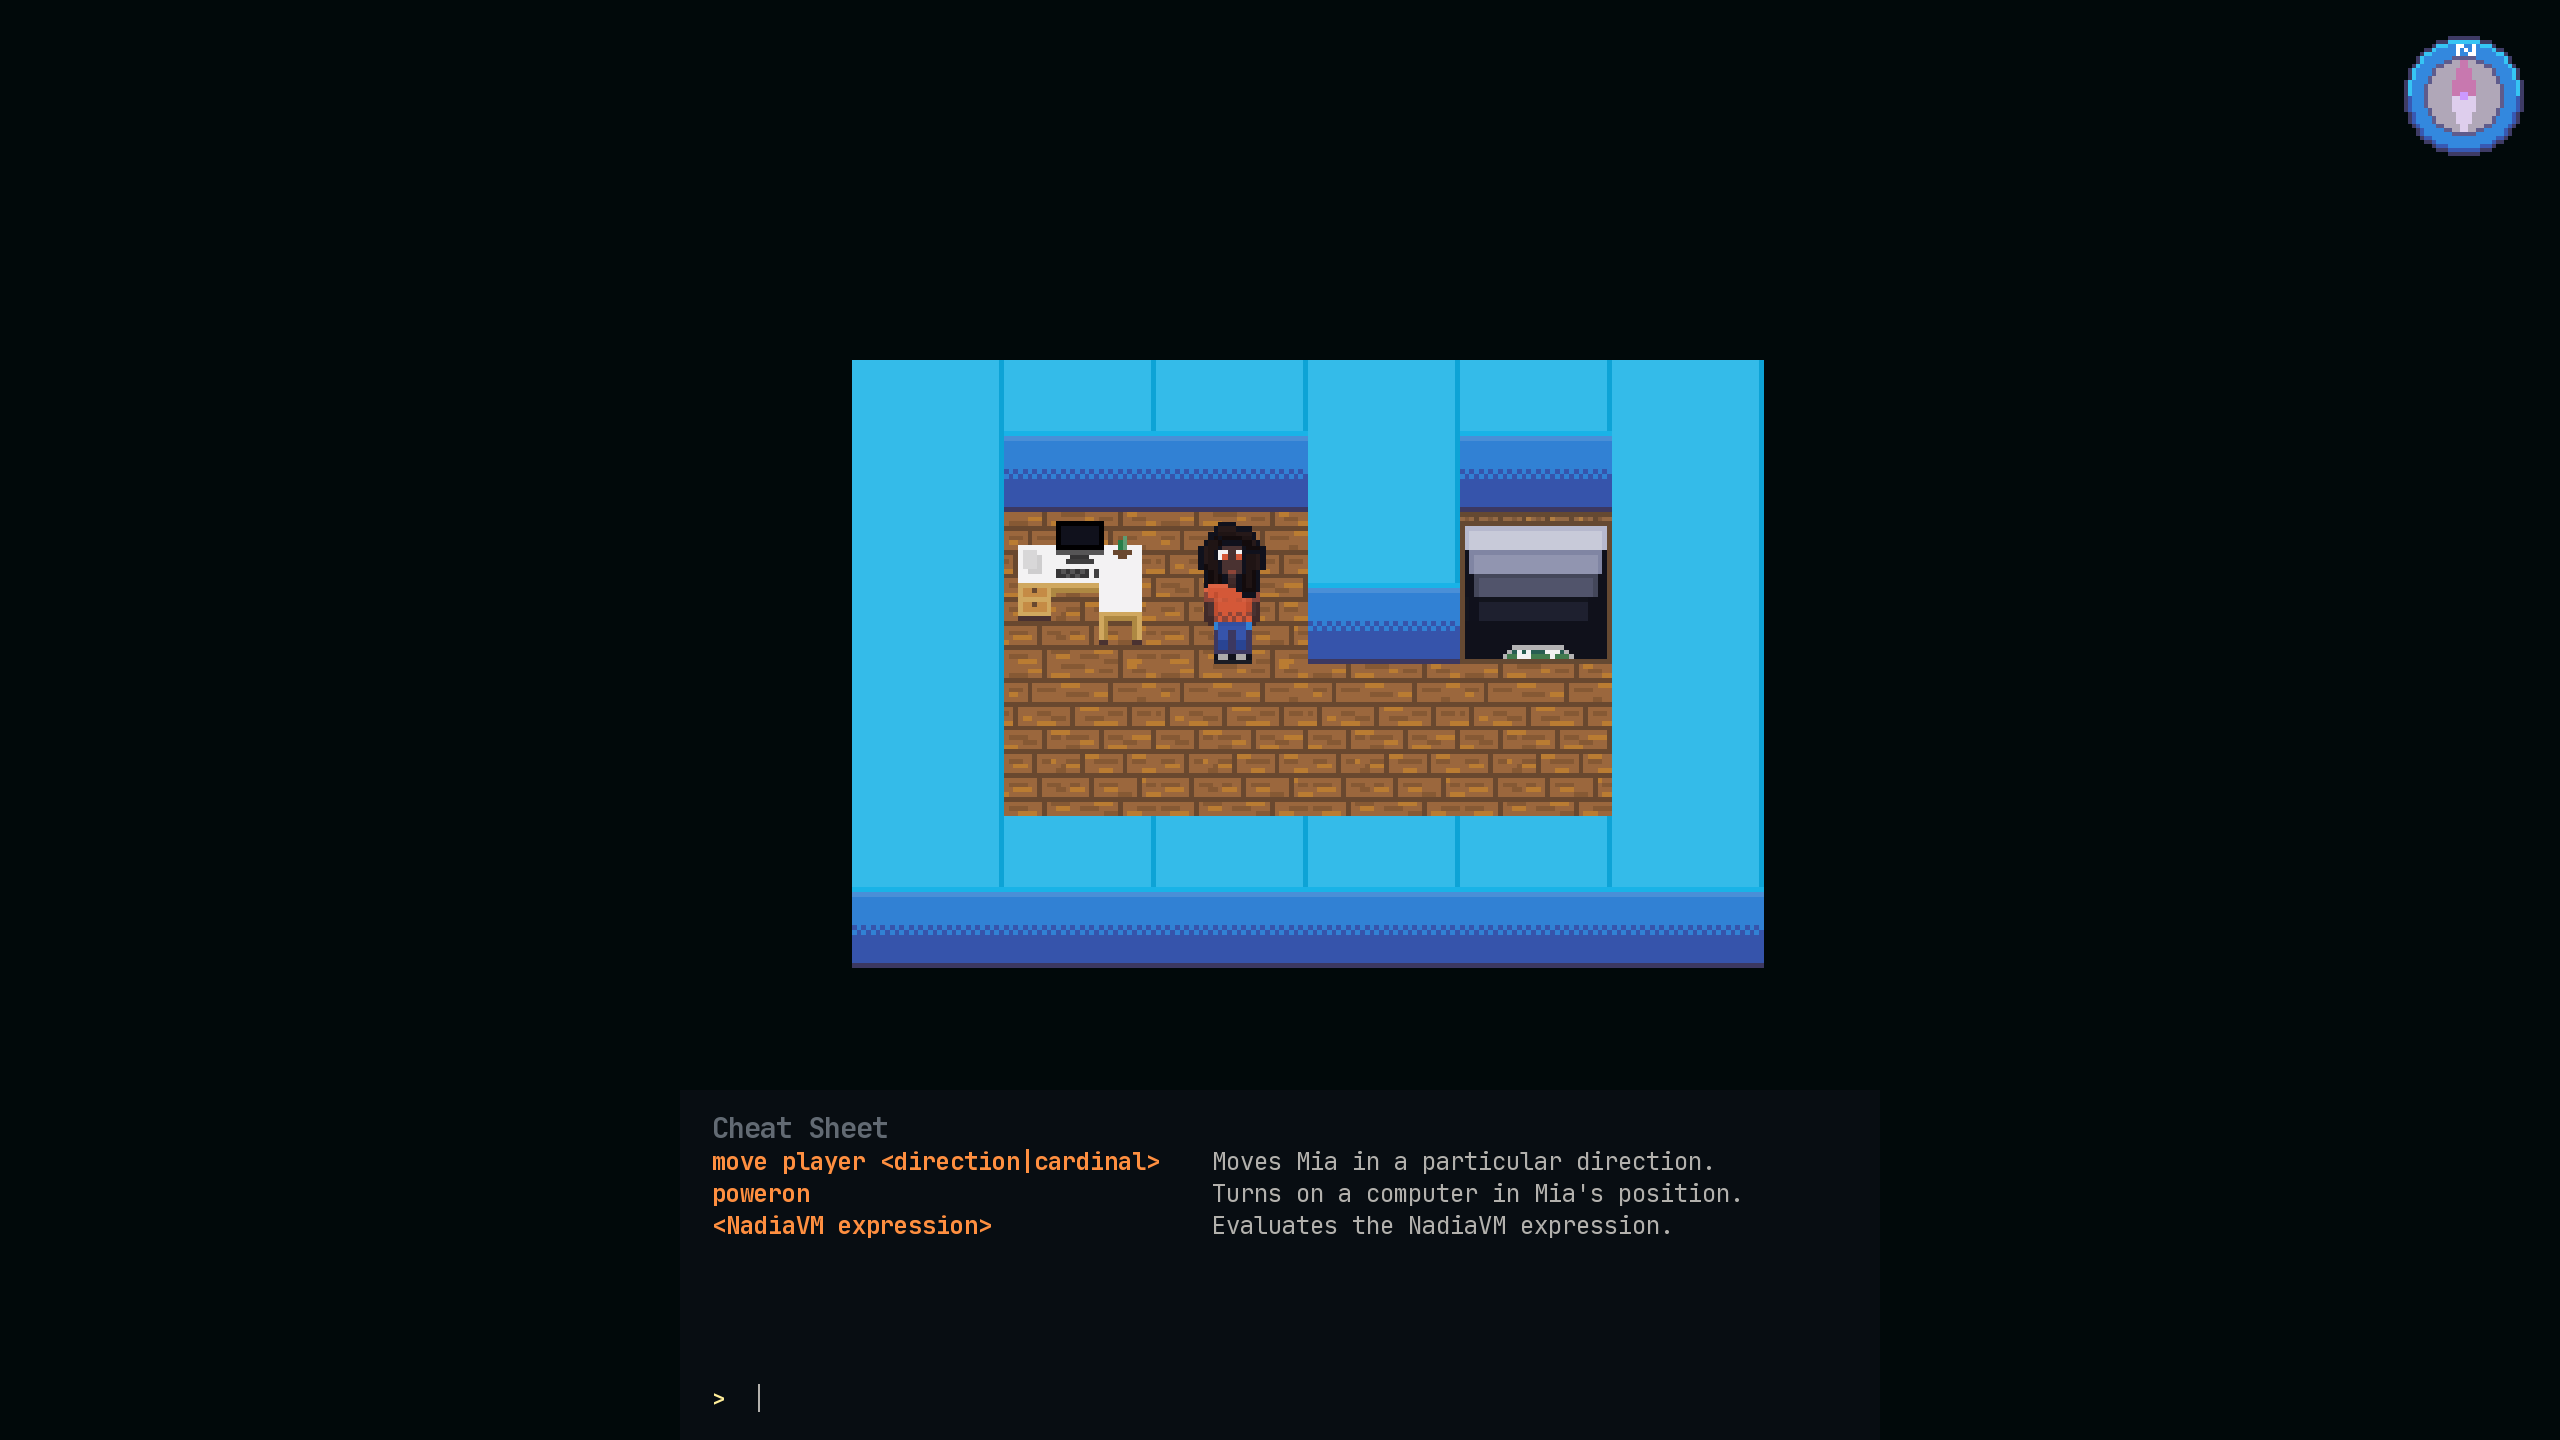 N
Cheat Sheet
move player <direction|cardinal> Moves Mia in a particular direction.
poweron Turns on a computer in Mia's position.
<NadiaVM expression> Evaluates the NadiaVM expression.
>